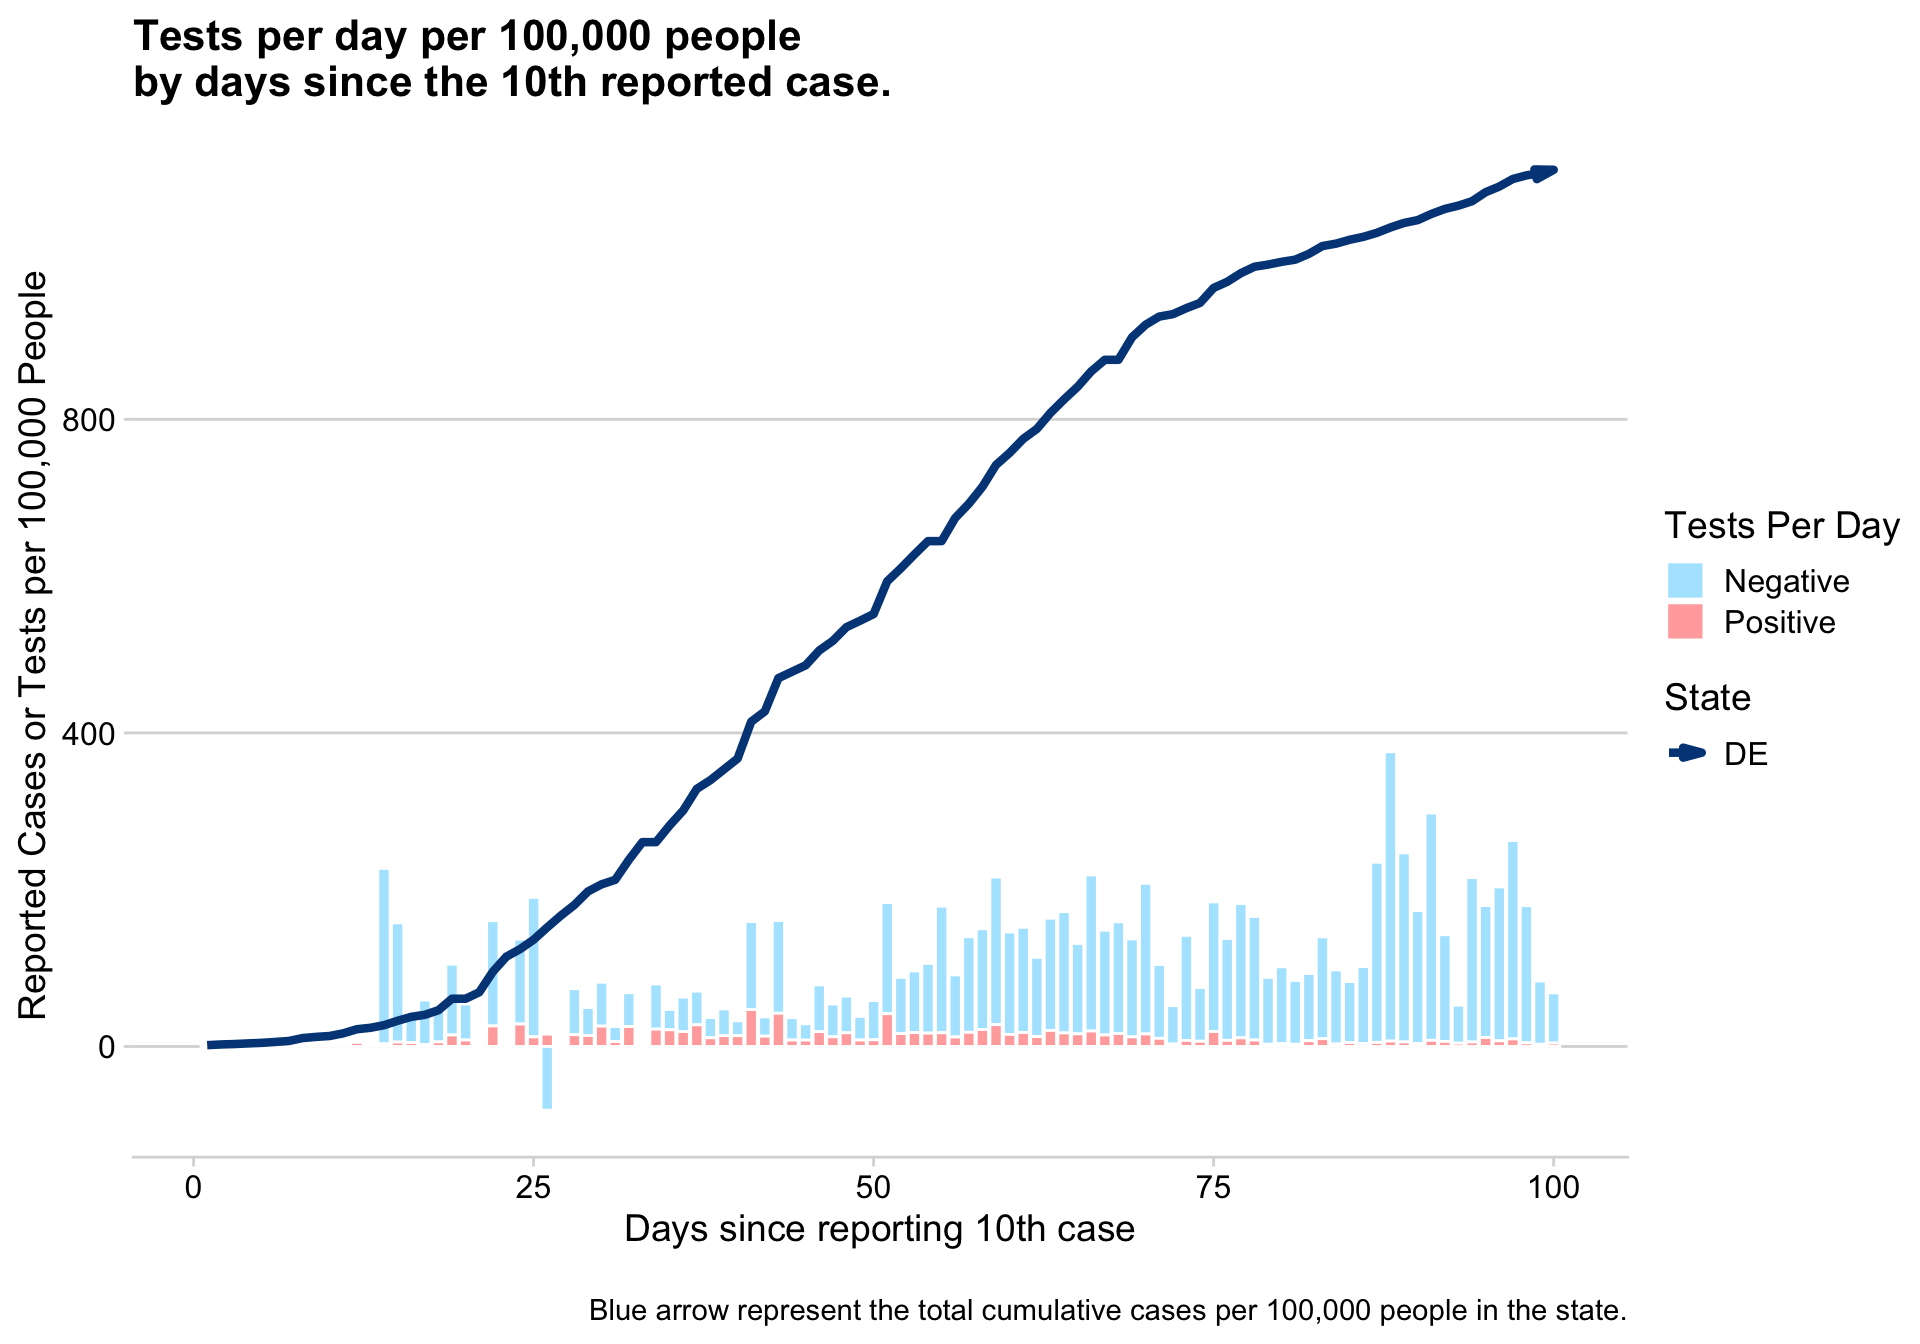 Tests per day per 100,000 people
by days since the 10th reported case.
Reported Cases or Tests per 100,000 People
800
400
0
0
25
50
75
100
Days since reporting 10th case
Tests Per Day
Negative
Positive
State
DE
Blue arrow represent the total cumulative cases per 100,000 people in the state.